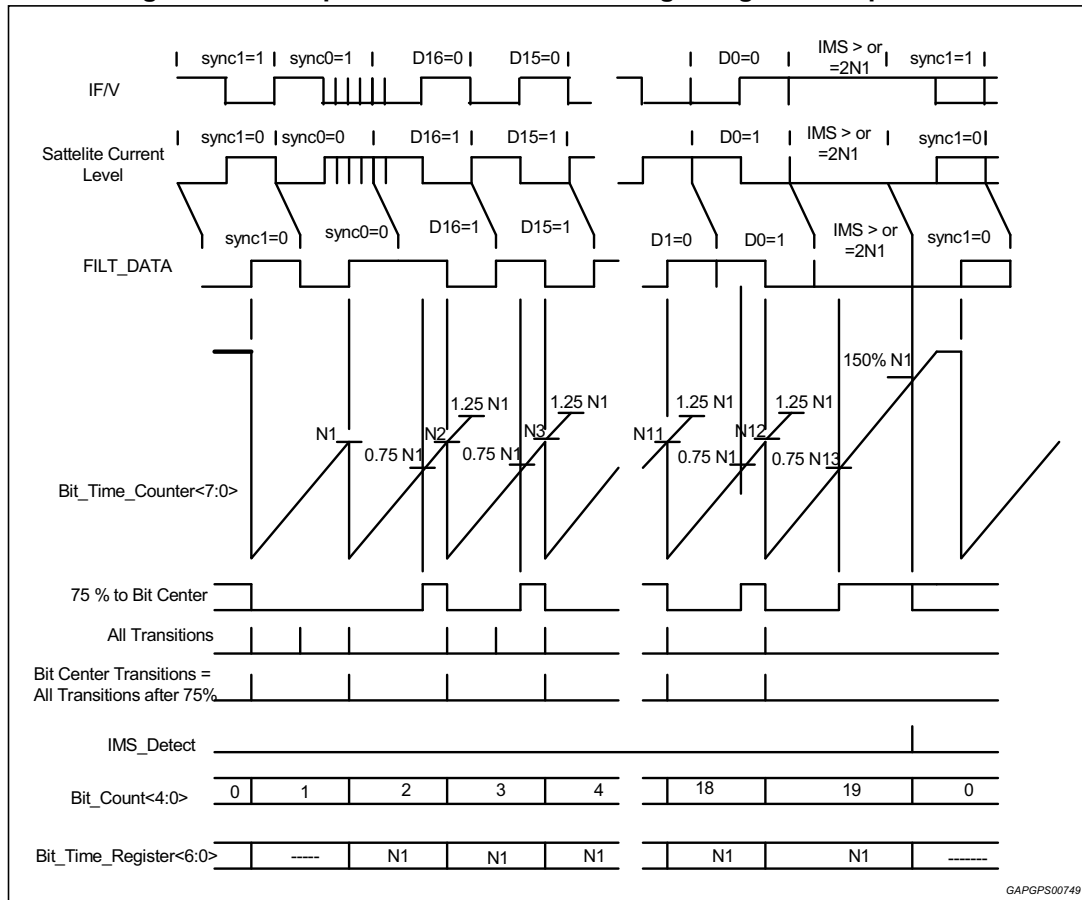 IMS > or
=2N1
sync1=1
sync0=1
D16=0
D15=0
D0=0
sync1=1
IF/V
sync1=0
sync0=0
D16=1
D15=1
D0=1
IMS > or
=2N1
sync1=0
Sattelite Current
Level
sync1=0
sync0=0
D16=1
D15=1
D1=0
D0=1
IMS > or
=2N1
sync1=0
FILT_DATA
150% N1
1.25 N1
1.25 N1
1.25 N1
1.25 N1
N1
N2
N3
N11
N12
0.75 N1
0.75 N1
0.75 N1
0.75 N13
Bit_Time_Counter<7:0>
75 % to Bit Center
All Transitions
Bit Center Transitions =
All Transitions after 75%
IMS_Detect
Bit_Count<4:0>
0 1 2 3 4 18 19 0
Bit_Time_Register<6:0>
----- N1 N1 N1 N1 N1 -------
GAPGPS00749